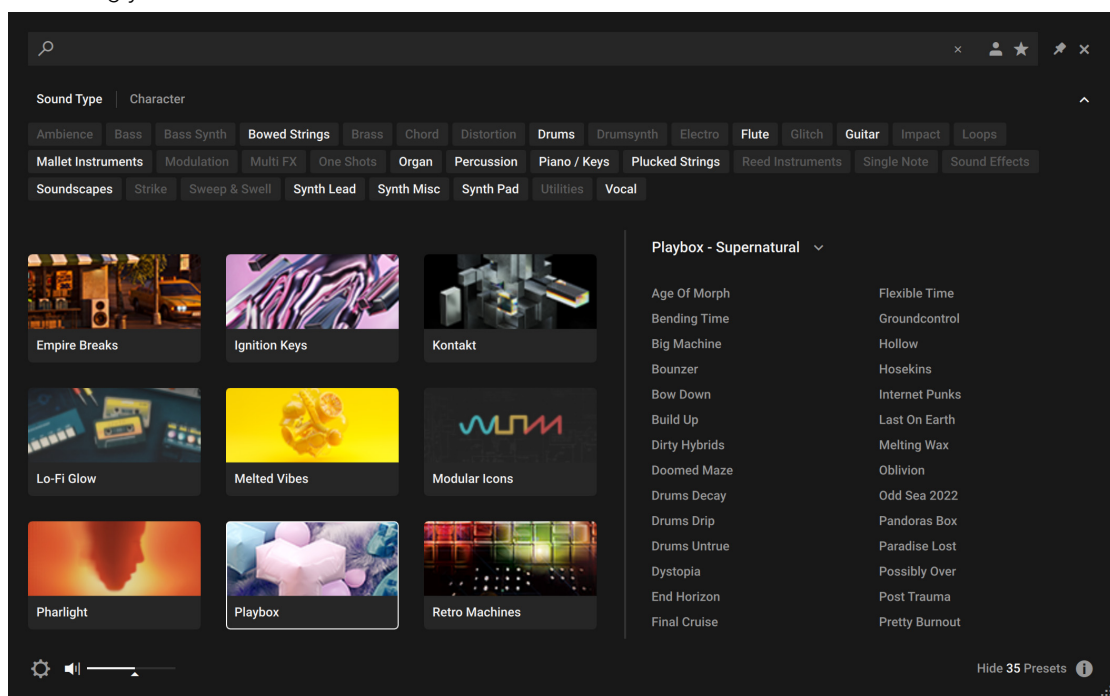 Sound Type Character
Ambience Bass Bass Synth Bowed Strings Brass Chord Distortion Drums Drumsynth Electro Flute Glitch Guitar Impact Loops
Mallet Instruments Modulation Multi FX One Shots Organ Percussion Piano / Keys Plucked Strings Reed Instruments Single Note Sound Effects
Soundscapes Strike Sweep & Swell Synth Lead Synth Misc Synth Pad Utilities Vocal
Empire Breaks
Ignition Keys
Kontakt
Lo-Fi Glow
Melted Vibes
Modular Icons
Pharlight
Playbox
Retro Machines
Playbox - Supernatural
Age Of Morph
Bending Time
Big Machine
Bounzer
Bow Down
Build Up
Dirty Hybrids
Doomed Maze
Drums Decay
Drums Drip
Drums Untrue
Dystopia
End Horizon
Final Cruise
Flexible Time
Groundcontrol
Hollow
Hosekins
Internet Punks
Last On Earth
Melting Wax
Oblivion
Odd Sea 2022
Pandoras Box
Paradise Lost
Possibly Over
Post Trauma
Pretty Burnout
Hide 35 Presets